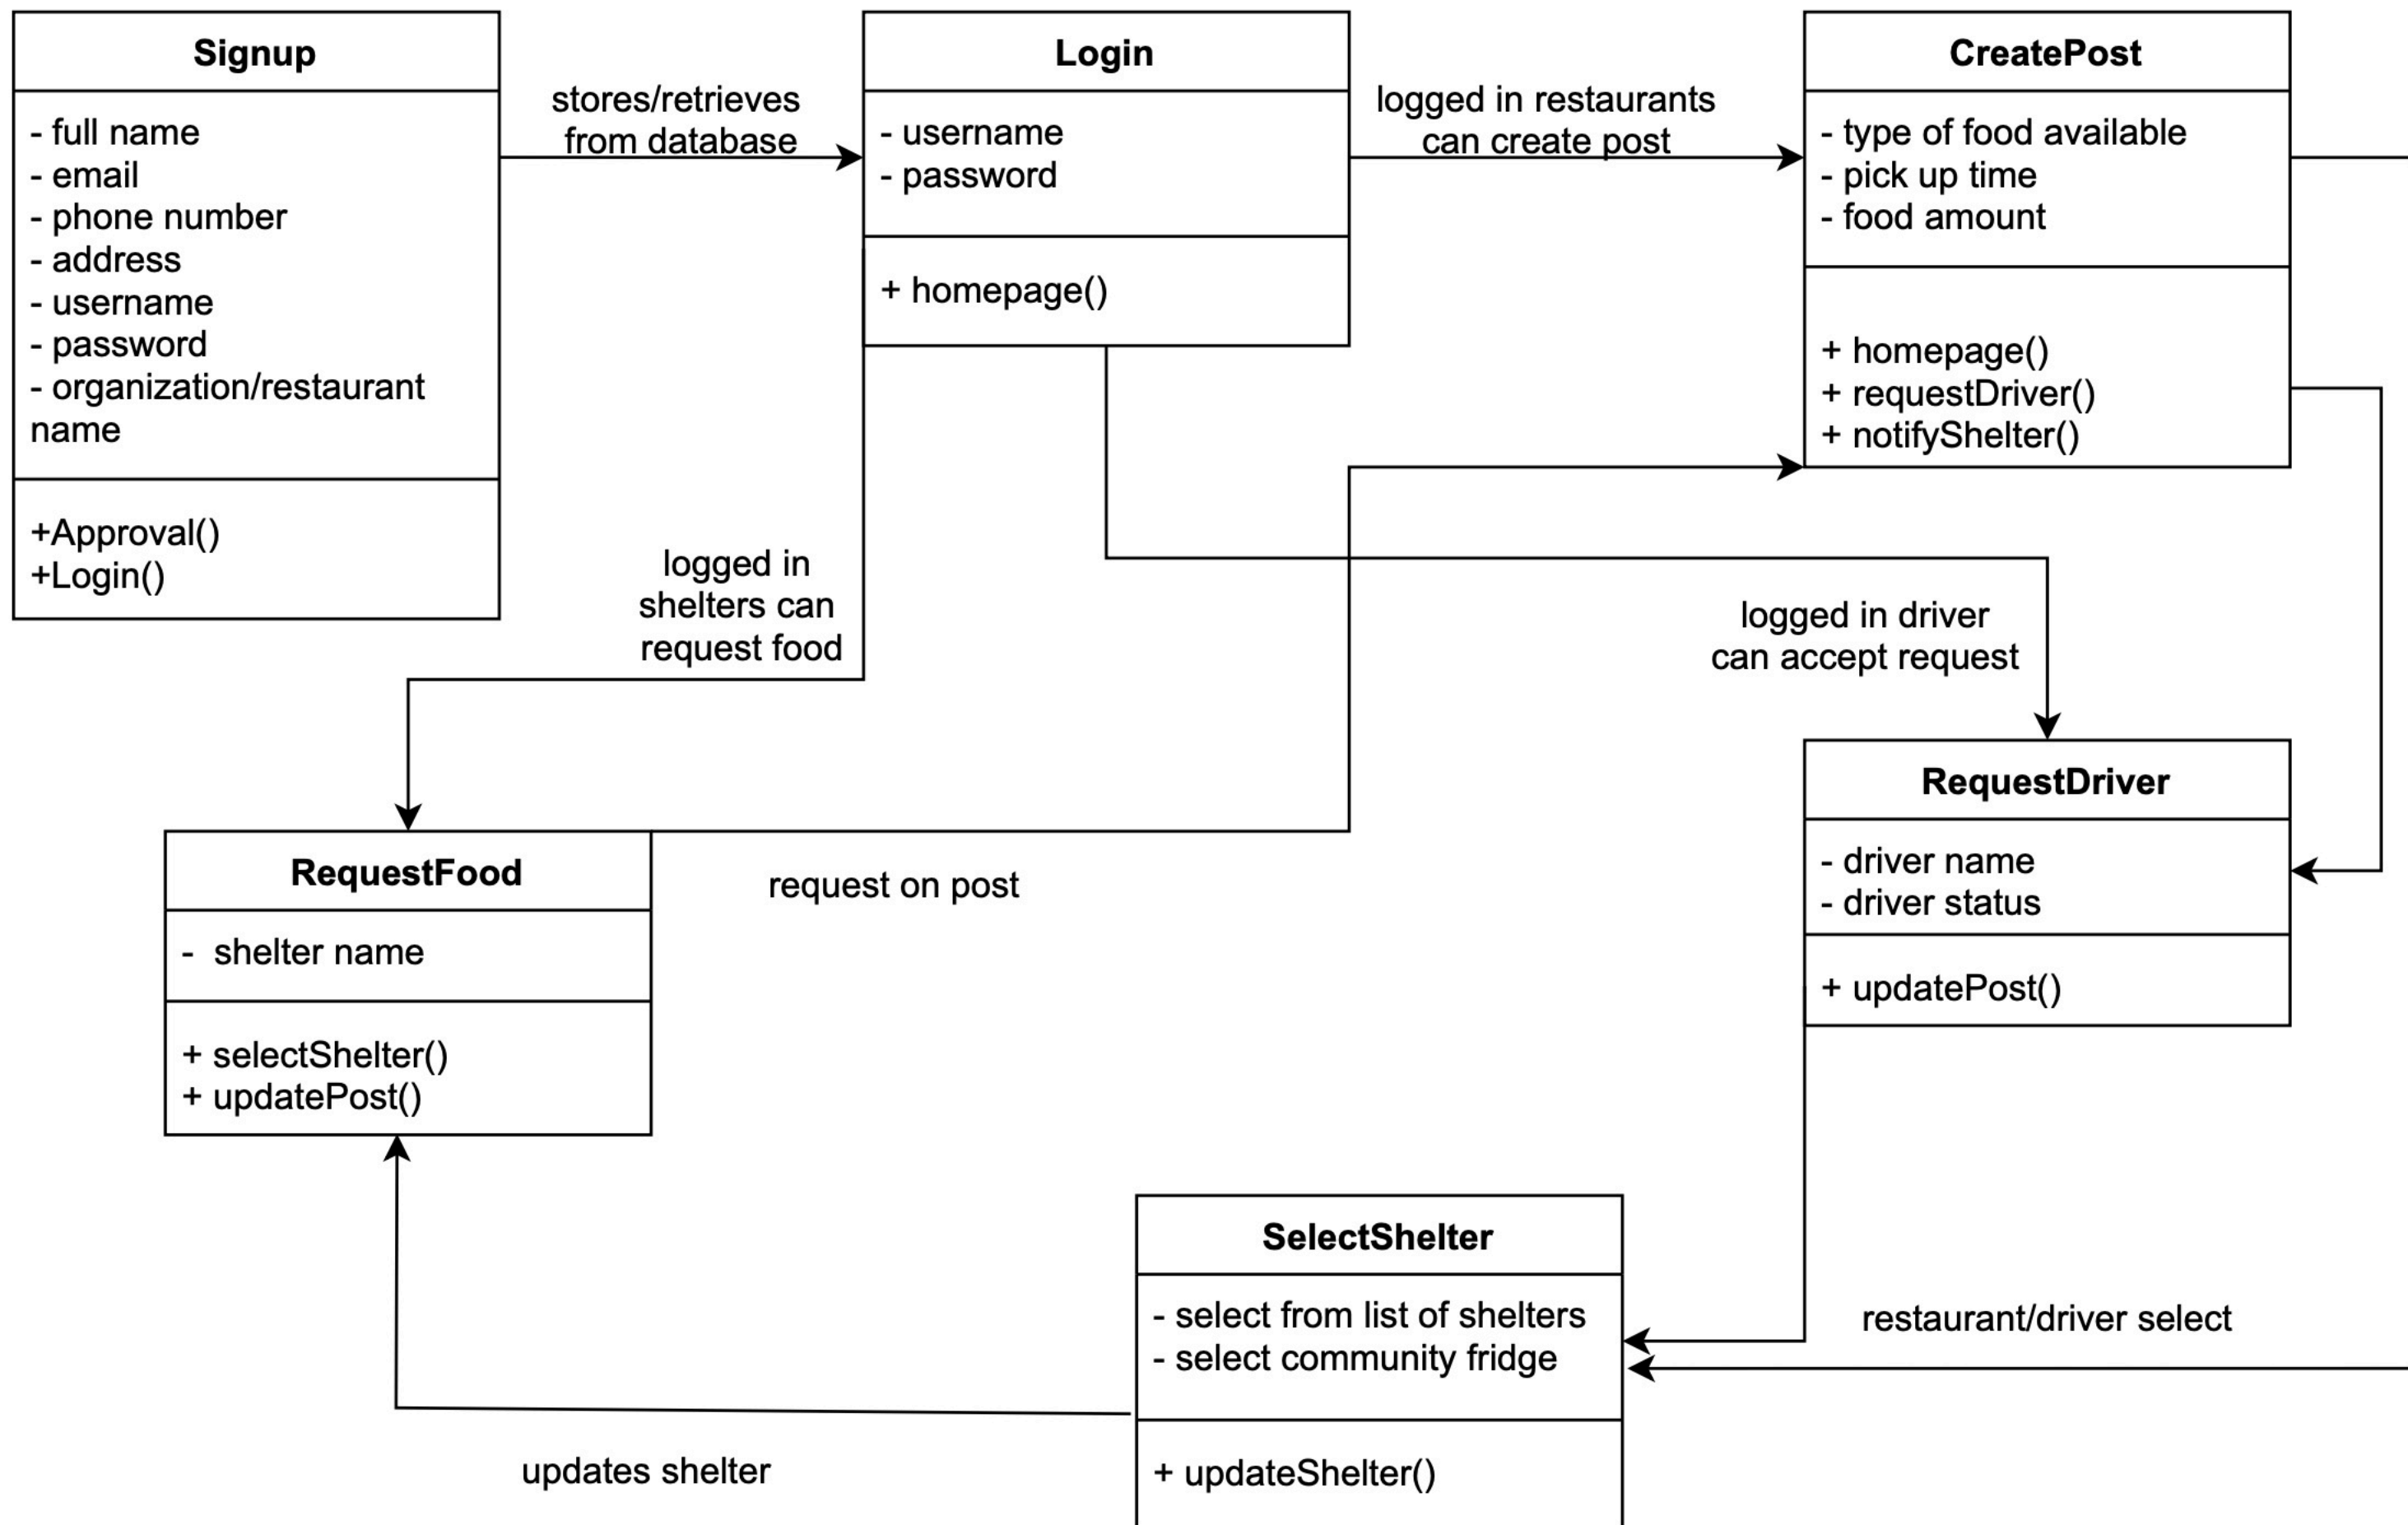 Signup
- full name
- email
- phone number
- address
- username
- password
- organization/restaurant
name
+Approval()
+Login()
stores/retrieves
from database
Login
- username
- password
+ homepage()
logged in restaurants
can create post
CreatePost
- type of food available
- pick up time
- food amount
+ homepage()
+ requestDriver()
+ notifyShelter()
logged in
shelters can
request food
logged in driver
can accept request
RequestFood
- shelter name
+ selectShelter()
+ updatePost()
request on post
RequestDriver
- driver name
- driver status
+ updatePost()
SelectShelter
- select from list of shelters
- select community fridge
+ updateShelter()
restaurant/driver select
updates shelter